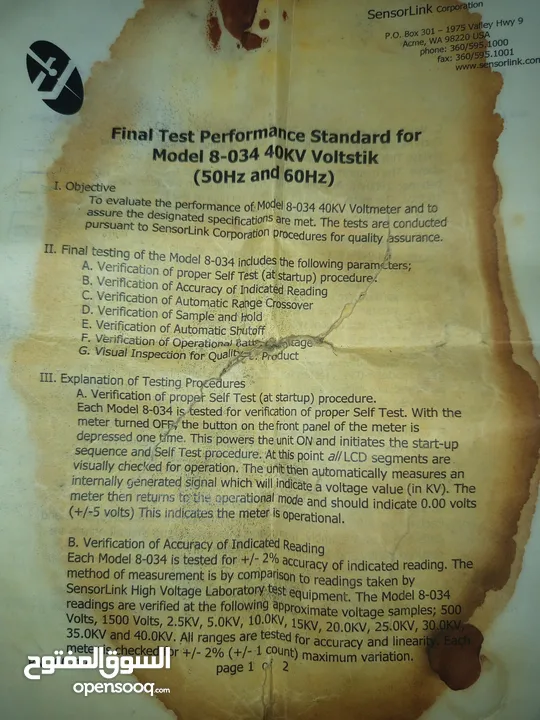 SensorLink Corporation
P.O. Box 301 – 1975 Valley Hwy 9
Acme, WA 98220 USA
phone: 360/595.1000
fax: 360/595.1001
www.sensorlink.com
Final Test Performance Standard for
Model 8-034 40KV Voltstik
(50Hz and 60Hz)
I. Objective
To evaluate the performance of Model 8-034 40KV Voltmeter and to
assure the designated specifications are met. The tests are conducted
pursuant to SensorLink Corporation procedures for quality assurance.
II. Final testing of the Model 8-034 includes the following parameters;
A. Verification of proper Self Test (at startup) procedure.
B. Verification of Accuracy of Indicated Reading
C. Verification of Automatic Range Crossover
D. Verification of Sample and Hold
E. Verification of Automatic Shutoff
F. Verification of Operational Battery
G. Visual Inspection for Quality Product
III. Explanation of Testing Procedures
A. Verification of proper Self Test (at startup) procedure.
Each Model 8-034 is tested for verification of proper Self Test. With the
meter turned OFF, the button on the front panel of the meter is
depressed one time. This powers the unit ON and initiates the start-up
sequence and Self Test procedure. At this point all LCD segments are
visually checked for operation. The unit then automatically measures an
internally generated signal which will indicate a voltage value (in KV). The
meter then returns to the operational mode and should indicate 0.00 volts
(+/-5 volts) This indicates the meter is operational.
B. Verification of Accuracy of Indicated Reading
Each Model 8-034 is tested for +/- 2% accuracy of indicated reading. The
method of measurement is by comparison to readings taken by
SensorLink High Voltage Laboratory test equipment. The Model 8-034
readings are verified at the following approximate voltage samples; 500
Volts, 1500 Volts, 2.5KV, 5.0KV, 10.0KV, 15KV, 20.0KV, 25.0KV, 30.0KV,
35.0KV and 40.0KV. All ranges are tested for accuracy and linearity. Each
meter is checked for +/- 2% (+/- 1 count) maximum variation.
page 1 of 2
السوق المفتوح
opensooq.com